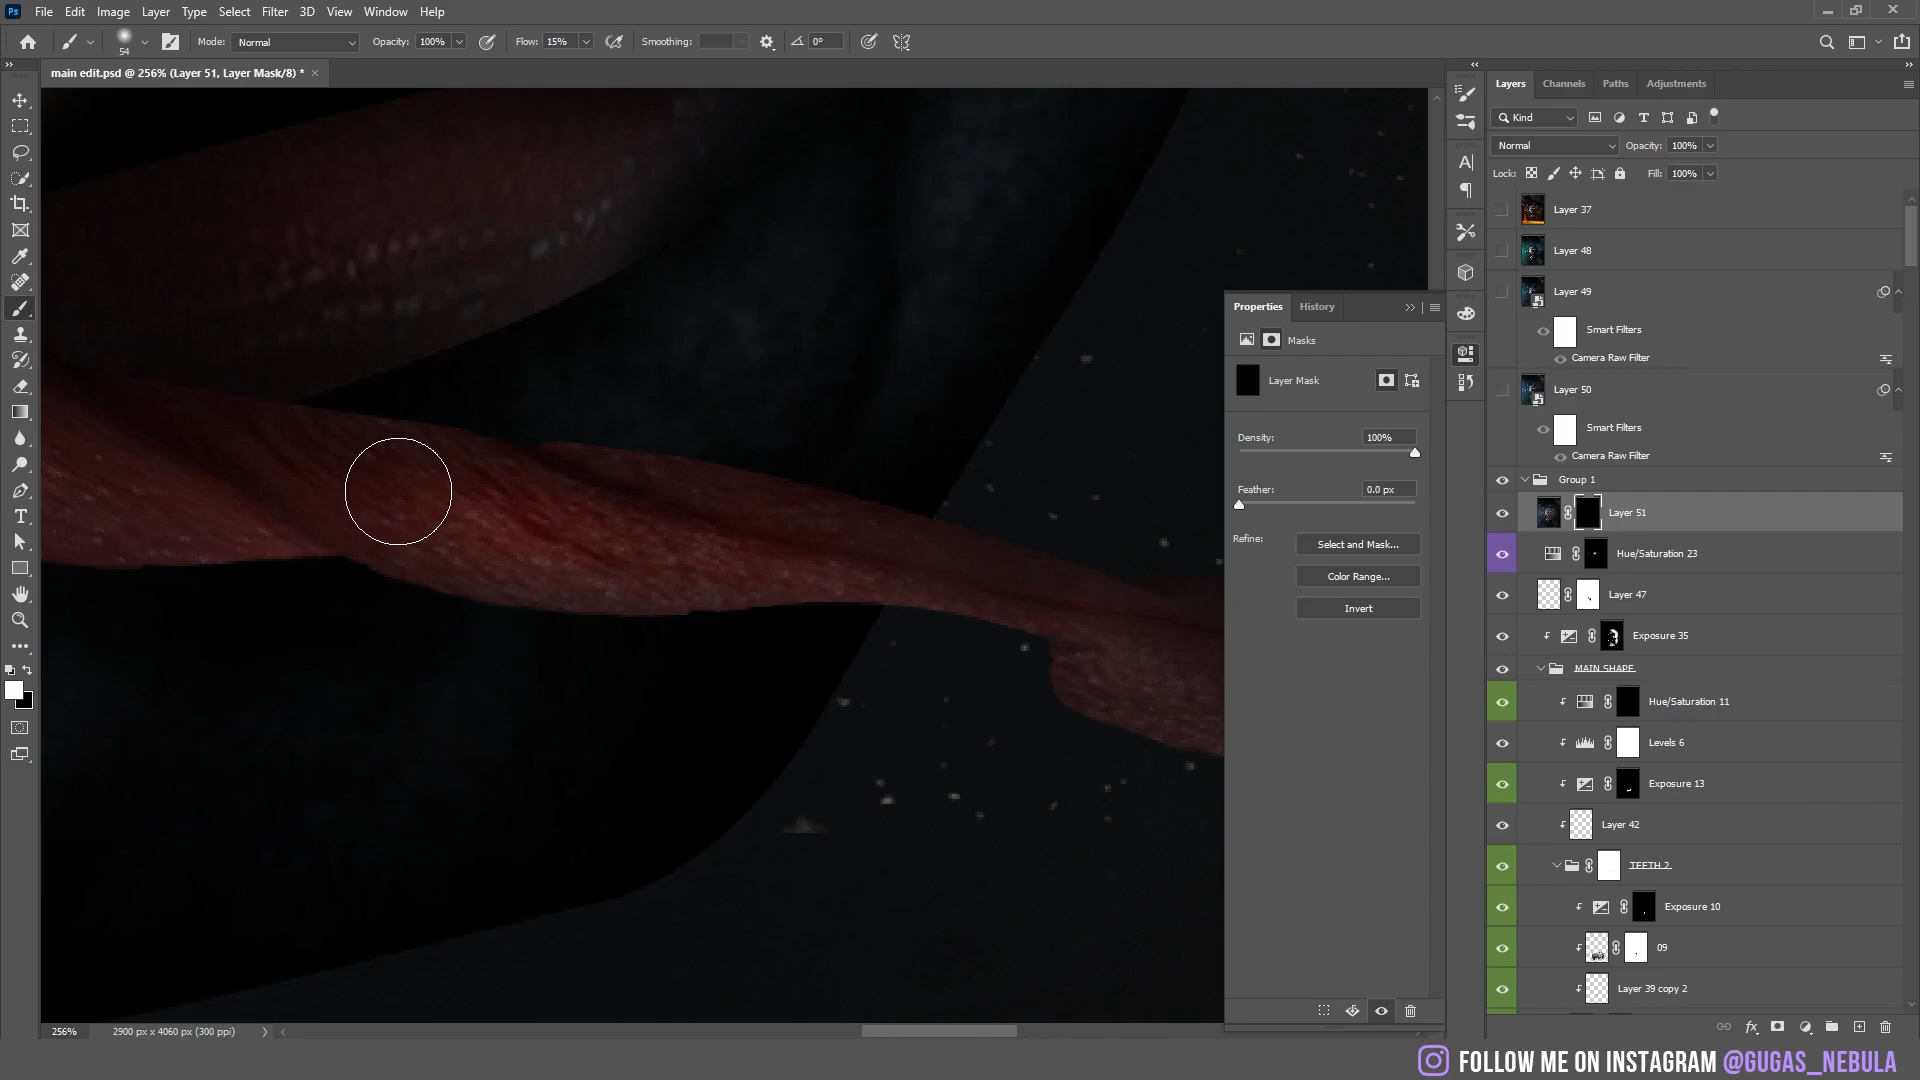 Ps File Edit Image Layer Type Select Filter 3D View Window Help
54 Mode: Normal Opacity: 100% Flow: 15% Smoothing: 0°
main edit.psd @ 256% (Layer 51, Layer Mask/8) * ×
Layers Channels Paths Adjustments
Kind
Normal Opacity: 100%
Lock: Fill: 100%
Layer 37
Layer 48
Layer 49
Smart Filters
Camera Raw Filter
Layer 50
Smart Filters
Camera Raw Filter
Group 1
Layer 51
Hue/Saturation 23
Layer 47
Exposure 35
MAIN SHAPE
Hue/Saturation 11
Levels 6
Exposure 13
Layer 42
TEETH 2
Exposure 10
09
Layer 39 copy 2
Properties History
Masks
Layer Mask
Density: 100%
Feather: 0.0 px
Refine: Select and Mask...
Color Range...
Invert
256% 2900 px x 4060 px (300 ppi)
FOLLOW ME ON INSTAGRAM @GUGAS_NEBULA